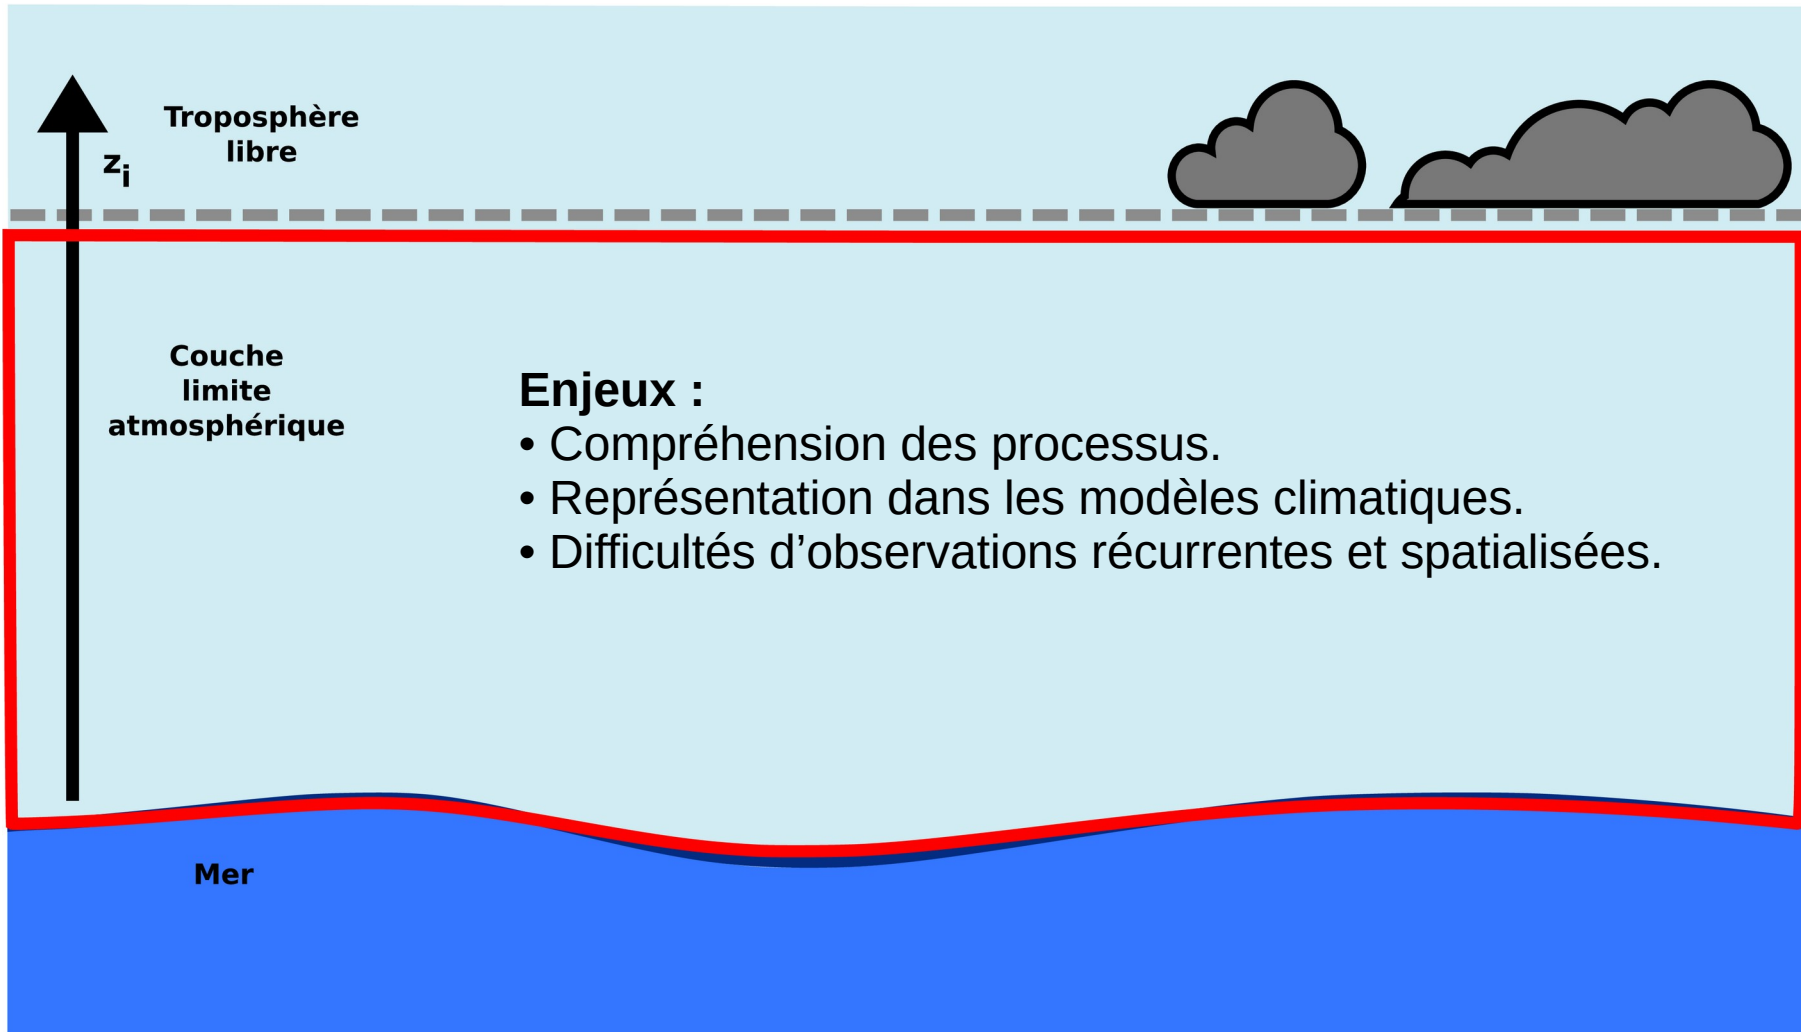 Troposphère
libre
zi
Couche
limite
atmosphérique
Enjeux :
• Compréhension des processus.
• Représentation dans les modèles climatiques.
• Difficultés d’observations récurrentes et spatialisées.
Mer